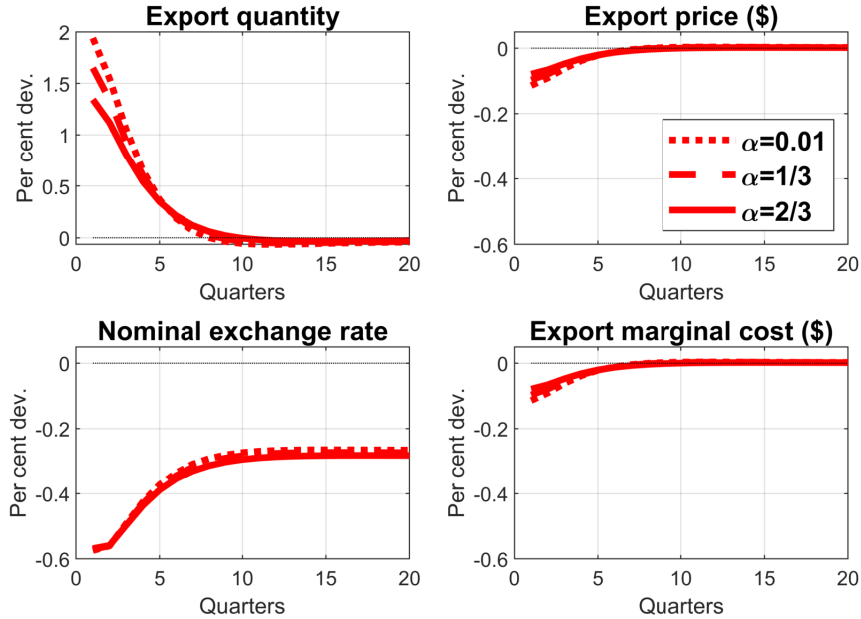 Export quantity
Per cent dev.
2
1.5
1
0.5
0
0 5 10 15 20
Quarters
Export price ($)
Per cent dev.
0
-0.2
-0.4
-0.6
α=0.01
α=1/3
α=2/3
0 5 10 15 20
Quarters
Nominal exchange rate
Per cent dev.
0
-0.2
-0.4
-0.6
0 5 10 15 20
Quarters
Export marginal cost ($)
Per cent dev.
0
-0.2
-0.4
-0.6
0 5 10 15 20
Quarters